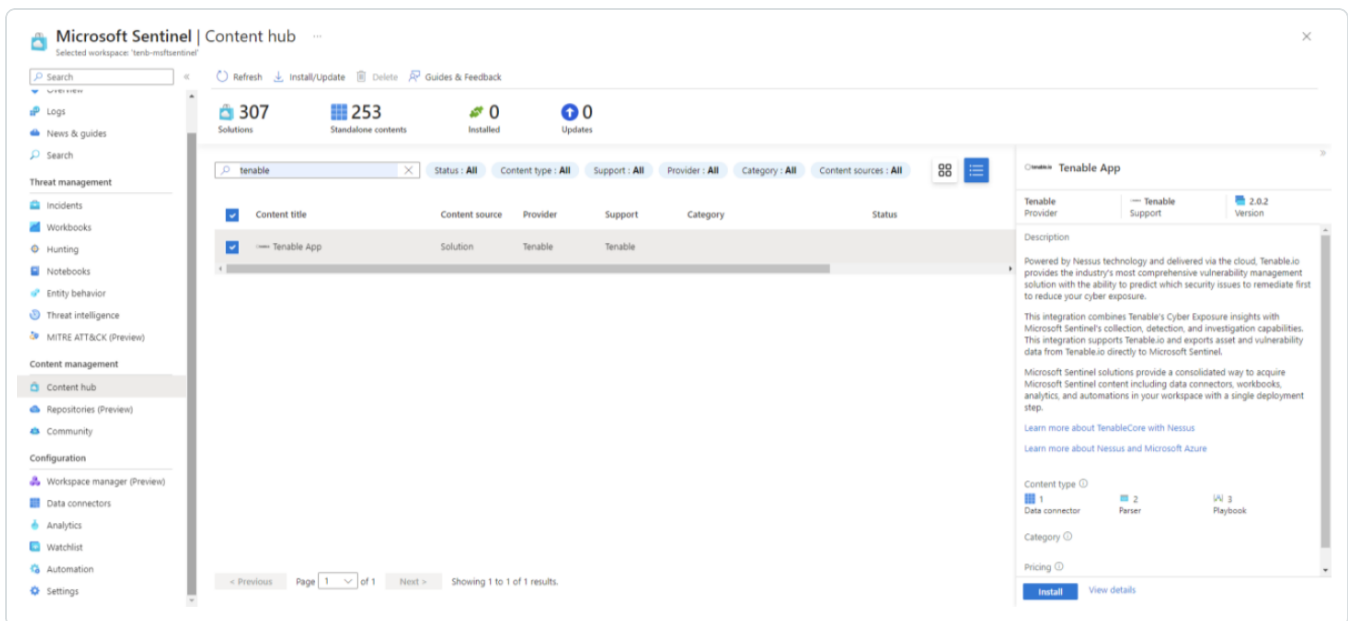 Microsoft Sentinel | Content hub ...
Selected workspace: 'tenb-msftsentinel'
Search
Overview
Logs
News & guides
Search
Threat management
Incidents
Workbooks
Hunting
Notebooks
Entity behavior
Threat intelligence
MITRE ATT&CK (Preview)
Content management
Content hub
Repositories (Preview)
Community
Configuration
Workspace manager (Preview)
Data connectors
Analytics
Watchlist
Automation
Settings
Refresh Install/Update Delete Guides & Feedback
307 253 0 0
Solutions Standalone contents Installed Updates
tenable Status : All Content type : All Support : All Provider : All Category : All Content sources : All
Content title Content source Provider Support Category Status
Tenable App Solution Tenable Tenable
< Previous Page 1 of 1 Next > Showing 1 to 1 of 1 results.
tenable.io Tenable App
Tenable Tenable 2.0.2
Provider Support Version
Description
Powered by Nessus technology and delivered via the cloud, Tenable.io
provides the industry's most comprehensive vulnerability management
solution with the ability to predict which security issues to remediate first
to reduce your cyber exposure.
This integration combines Tenable's Cyber Exposure insights with
Microsoft Sentinel's collection, detection, and investigation capabilities.
This integration supports Tenable.io and exports asset and vulnerability
data from Tenable.io directly to Microsoft Sentinel.
Microsoft Sentinel solutions provide a consolidated way to acquire
Microsoft Sentinel content including data connectors, workbooks,
analytics, and automations in your workspace with a single deployment
step.
Learn more about TenableCore with Nessus
Learn more about Nessus and Microsoft Azure
Content type
1 2 3
Data connector Parser Playbook
Category
Pricing
Install View details